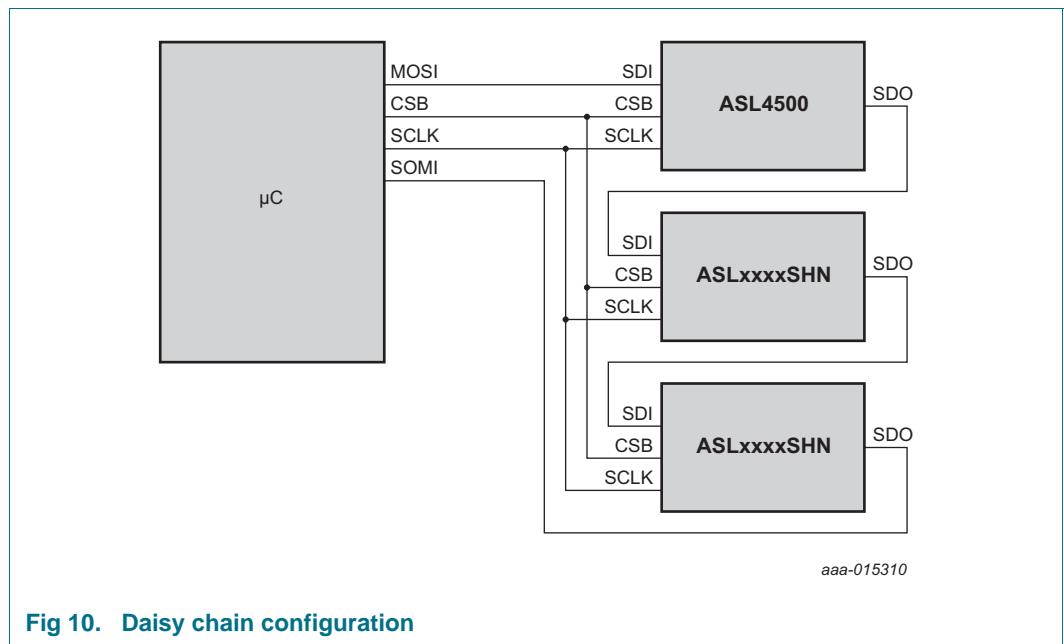 MOSI
CSB
SCLK
SOMI
µC
SDI
CSB
SCLK
ASL4500
SDO
SDI
CSB
SCLK
ASLxxxxSHN
SDO
SDI
CSB
SCLK
ASLxxxxSHN
SDO
aaa-015310
Fig 10. Daisy chain configuration